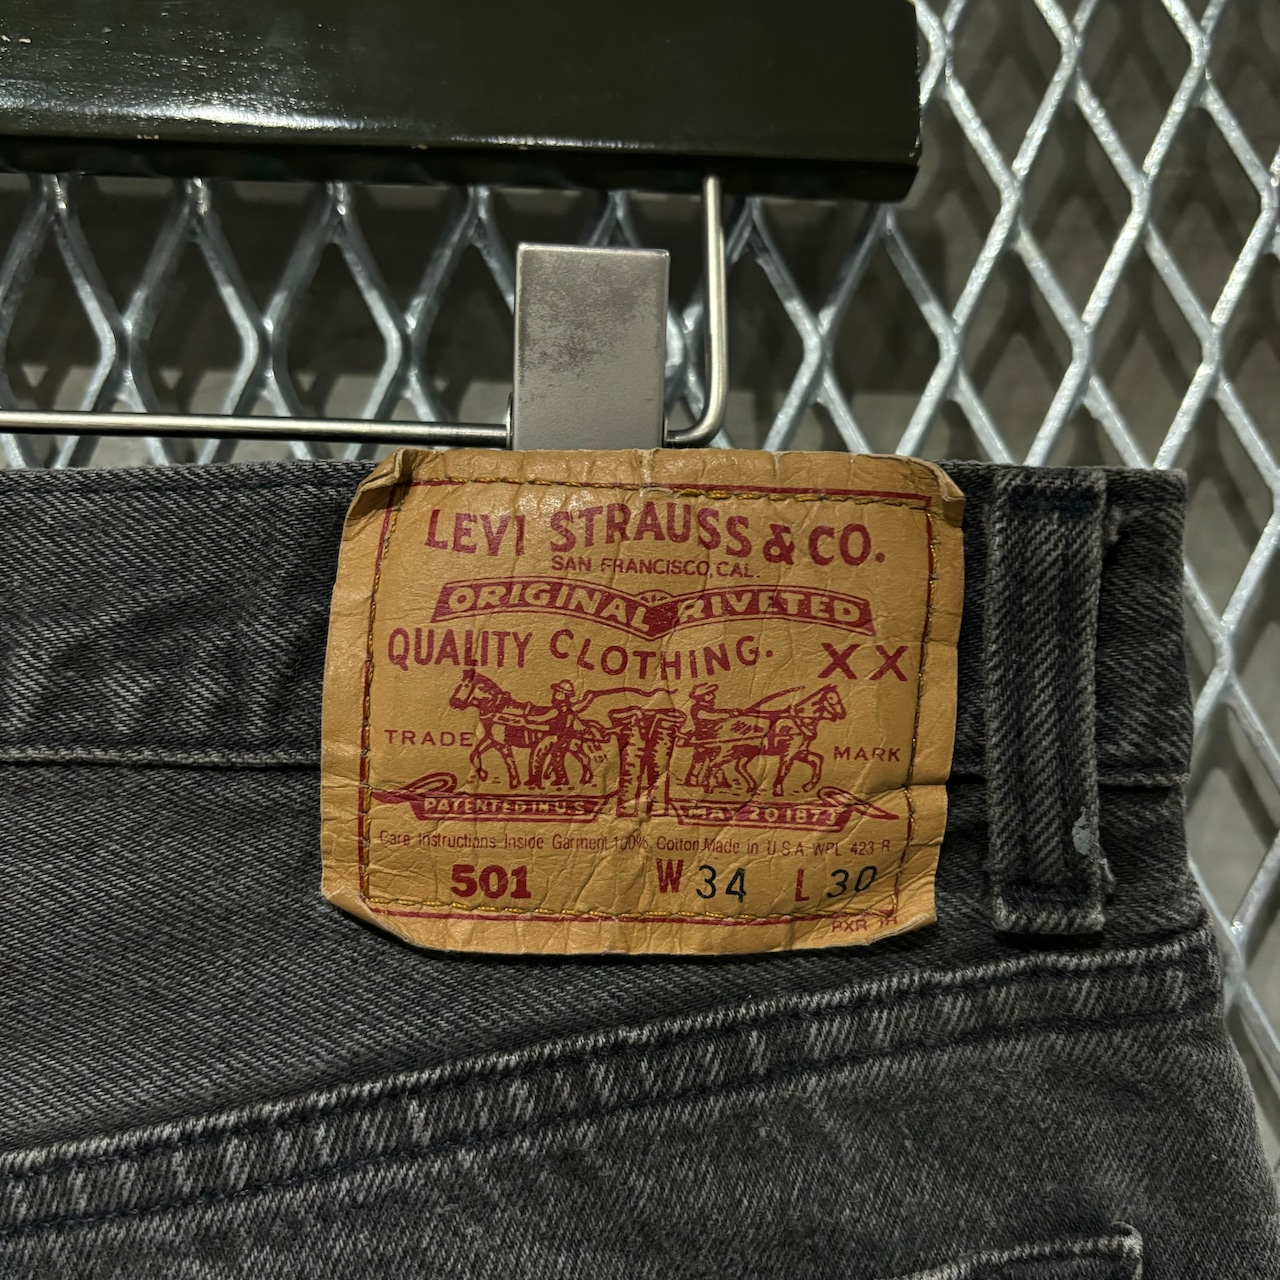 LEVI STRAUSS & CO.
SAN FRANCISCO, CAL.
ORIGINAL RIVETED
QUALITY CLOTHING. XX
TRADE MARK
PATENTED IN U.S. MAY 20 1873
Care Instructions Inside Garment 100% Cotton Made in U.S.A. WPL 423 R
501 W 34 L 30